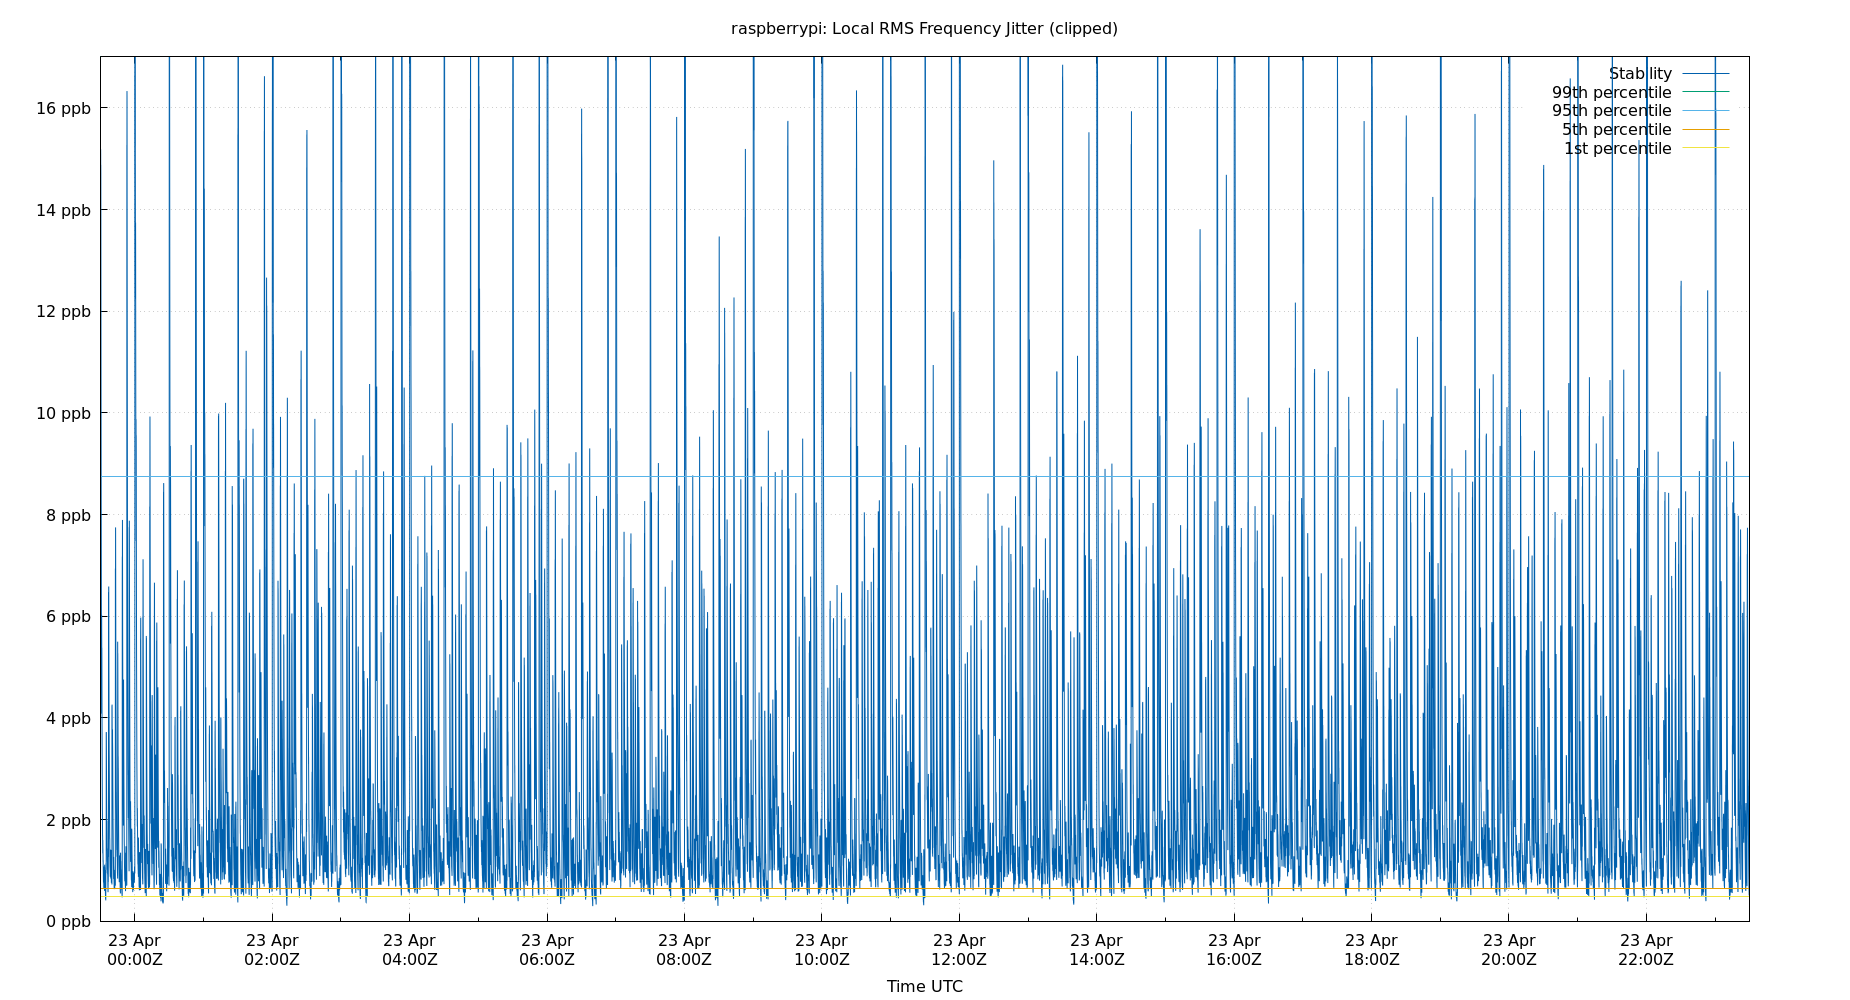 raspberrypi: Local RMS Frequency Jitter (clipped)
Stability
99th percentile
95th percentile
5th percentile
1st percentile
16 ppb
14 ppb
12 ppb
10 ppb
8 ppb
6 ppb
4 ppb
2 ppb
0 ppb
23 Apr 23 Apr 23 Apr 23 Apr 23 Apr 23 Apr 23 Apr 23 Apr 23 Apr 23 Apr 23 Apr 23 Apr
00:00Z 02:00Z 04:00Z 06:00Z 08:00Z 10:00Z 12:00Z 14:00Z 16:00Z 18:00Z 20:00Z 22:00Z
Time UTC